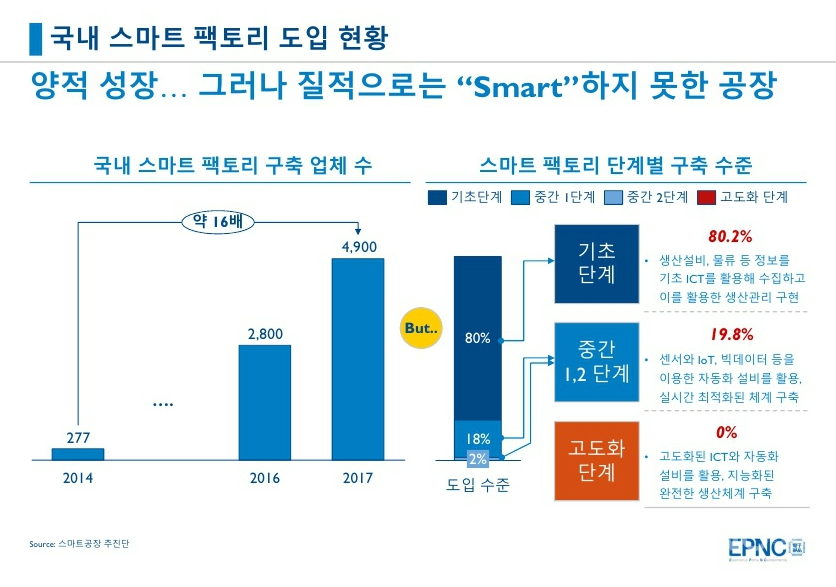 국내 스마트 팩토리 도입 현황
양적 성장… 그러나 질적으로는 “Smart”하지 못한 공장
국내 스마트 팩토리 구축 업체 수
약 16배
4,900
2,800
277
....
2014
2016
2017
But..
스마트 팩토리 단계별 구축 수준
기초단계
중간 1단계
중간 2단계
고도화 단계
80%
18%
2%
도입 수준
기초
단계
80.2%
• 생산설비, 물류 등 정보를
기초 ICT를 활용해 수집하고
이를 활용한 생산관리 구현
중간
1,2 단계
19.8%
• 센서와 IoT, 빅데이터 등을
이용한 자동화 설비를 활용,
실시간 최적화된 체계 구축
고도화
단계
0%
• 고도화된 ICT와 자동화
설비를 활용, 지능화된
완전한 생산체계 구축
Source: 스마트공장 추진단
EPNC